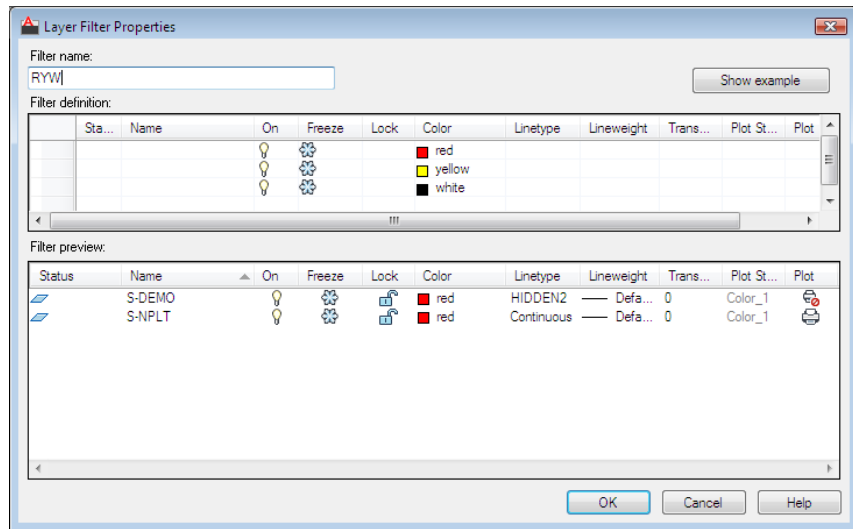 Layer Filter Properties
Filter name:
RYW
Show example
Filter definition:
Sta... Name On Freeze Lock Color Linetype Lineweight Trans... Plot St... Plot
red
yellow
white
Filter preview:
Status Name On Freeze Lock Color Linetype Lineweight Trans... Plot St... Plot
S-DEMO red HIDDEN2 Defa... 0 Color_1
S-NPLT red Continuous Defa... 0 Color_1
OK Cancel Help